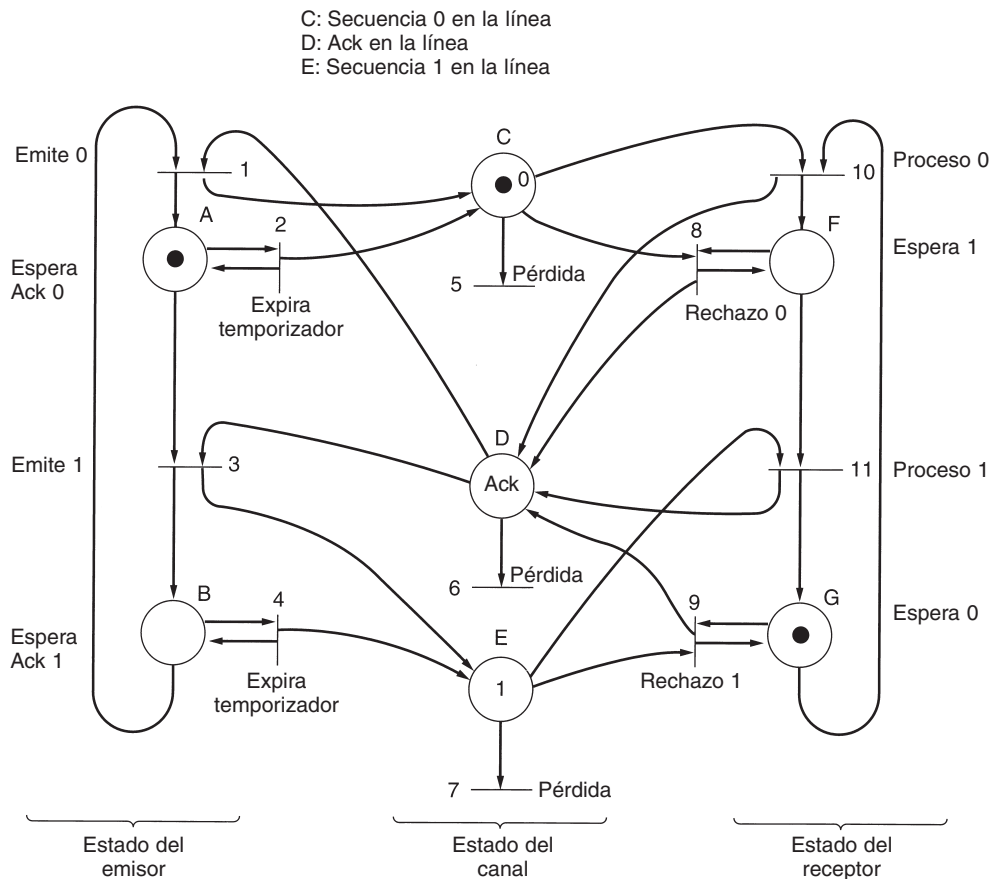 C: Secuencia 0 en la línea
D: Ack en la línea
E: Secuencia 1 en la línea
Emite 0
1
C
0
10
Proceso 0
A
2
8
F
Espera
Ack 0
Espera 1
Expira
temporizador
5
Pérdida
Rechazo 0
Emite 1
3
D
Ack
11
Proceso 1
6
Pérdida
B
4
9
G
Espera
Ack 1
Espera 0
E
1
Expira
temporizador
Rechazo 1
7
Pérdida
Estado del
emisor
Estado del
canal
Estado del
receptor